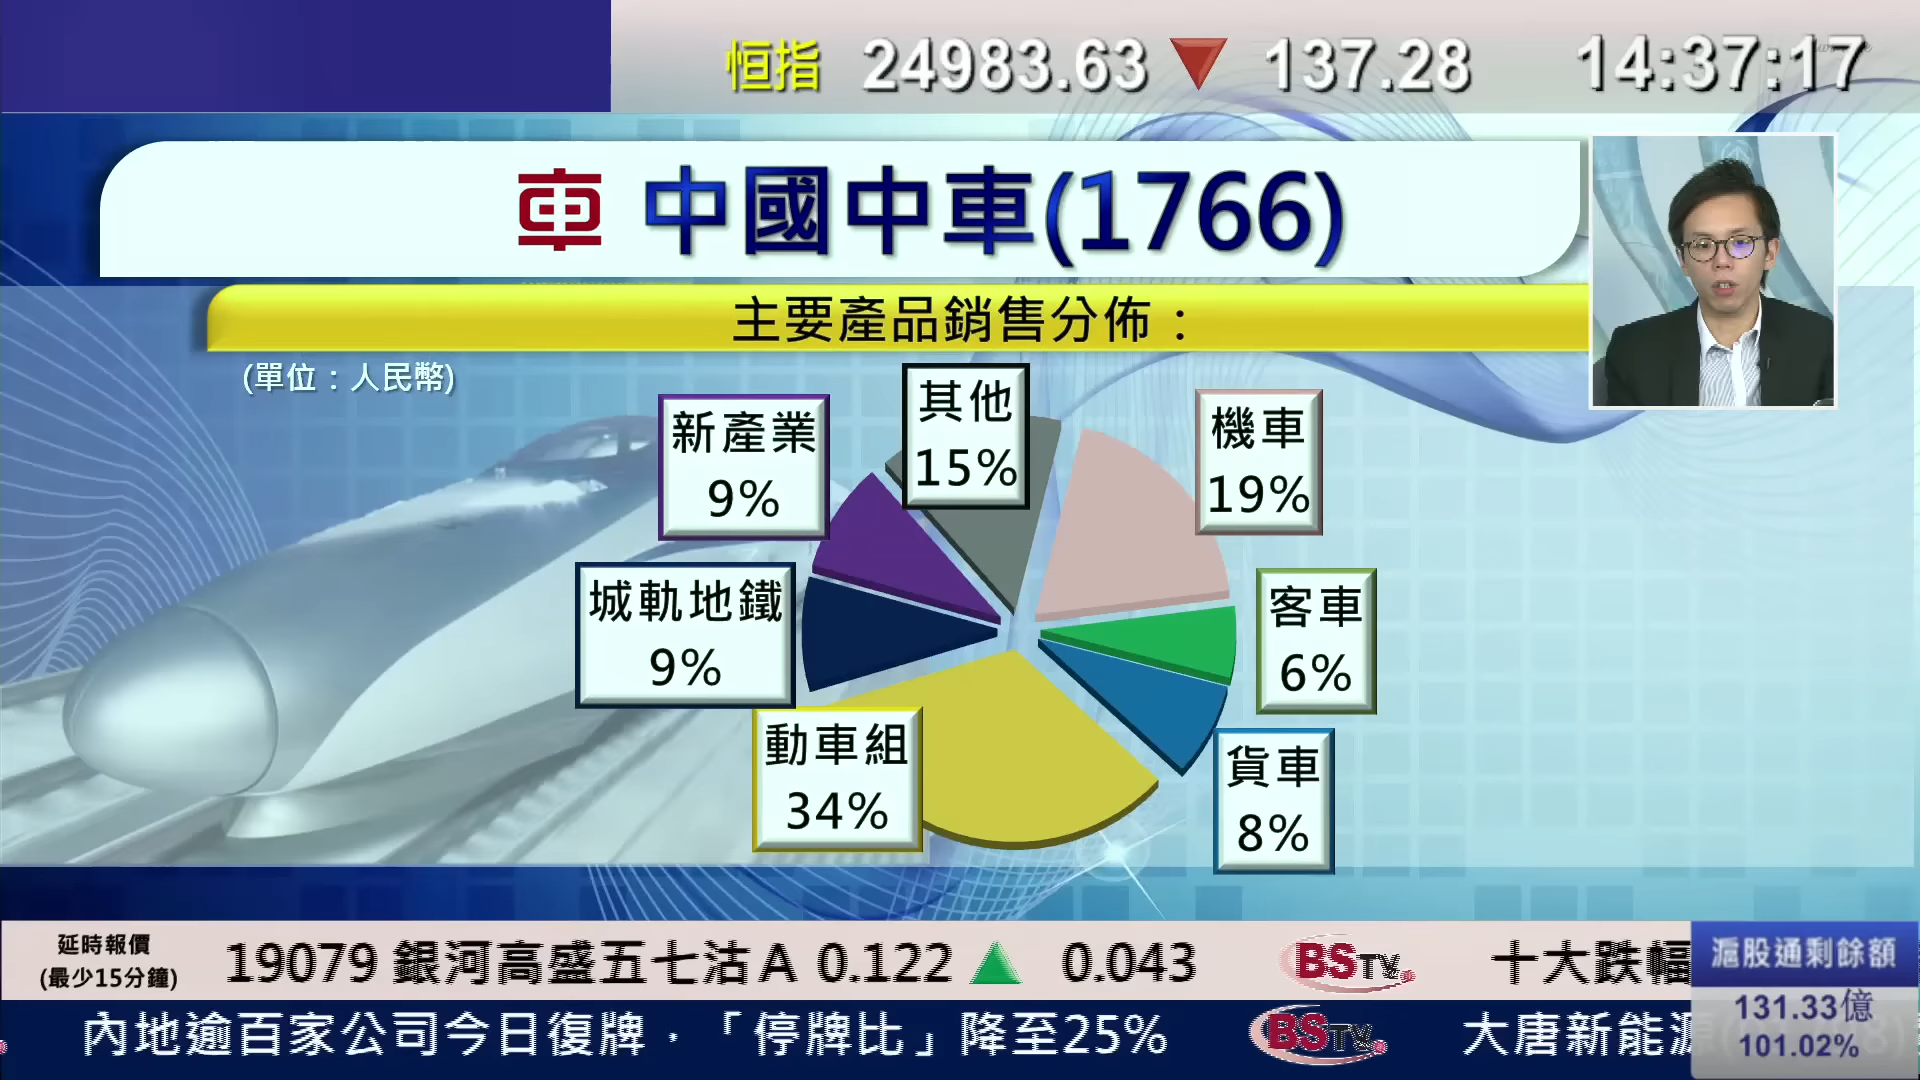 恒指 24983.63 137.28 14:37:17
車 中國中車(1766)
主要產品銷售分佈：
(單位：人民幣)
其他
15%
機車
19%
新產業
9%
客車
6%
城軌地鐵
9%
動車組
34%
貨車
8%
延時報價
(最少15分鐘)
19079 銀河高盛五七沽A 0.122 0.043 BSTV 十大跌幅
滬股通剩餘額
131.33億
101.02%
內地逾百家公司今日復牌．「停牌比」降至25% BSTV 大唐新能源